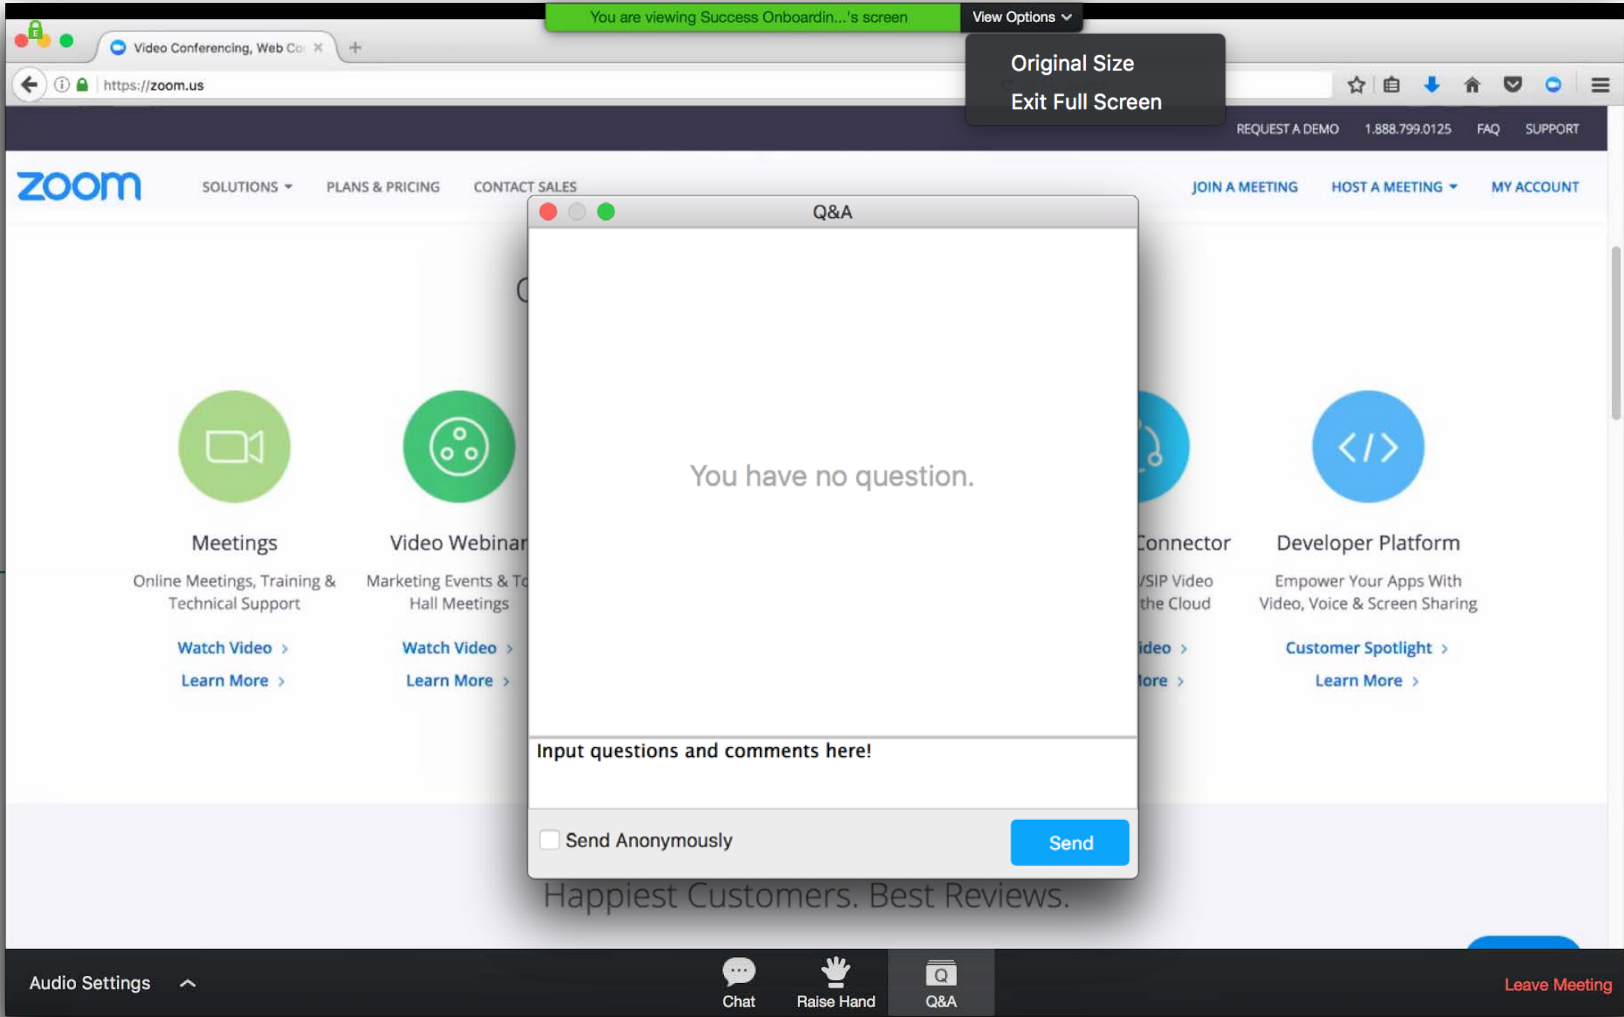 You are viewing Success Onboardin...'s screen
View Options
Original Size
Exit Full Screen
E
Video Conferencing, Web Co
https://zoom.us
REQUEST A DEMO 1.888.799.0125 FAQ SUPPORT
zoom
SOLUTIONS PLANS & PRICING CONTACT SALES
JOIN A MEETING HOST A MEETING MY ACCOUNT
Q&A
You have no question.
Input questions and comments here!
Send Anonymously
Send
Meetings
Online Meetings, Training &
Technical Support
Watch Video >
Learn More >
Video Webinar
Marketing Events & To
Hall Meetings
Watch Video >
Learn More >
Connector
/SIP Video
the Cloud
ideo >
ore >
</>
Developer Platform
Empower Your Apps With
Video, Voice & Screen Sharing
Customer Spotlight >
Learn More >
Happiest Customers. Best Reviews.
Audio Settings
Chat
Raise Hand
Q
Q&A
Leave Meeting